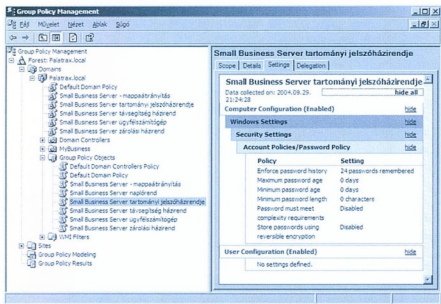 Group Policy Management
Fájl Művelet Nézet Ablak Súgó
Group Policy Management
Forest: Palatrax.local
Domains
Palatrax.local
Default Domain Policy
Small Business Server - mappaátirányítás
Small Business Server tartományi jelszóházirendje
Small Business Server távsegítség házrend
Small Business Server ügyfélszámítógép
Small Business Server zárolási házrend
Domain Controllers
MyBusiness
Group Policy Objects
Default Domain Controllers Policy
Default Domain Policy
Small Business Server - mappaátirányítás
Small Business Server naplórend
Small Business Server tartományi jelszóházirendje
Small Business Server távsegítség házrend
Small Business Server ügyfélszámítógép
Small Business Server zárolási házrend
WMI Filters
Sites
Group Policy Modeling
Group Policy Results
Small Business Server tartományi jelszóházirendje
Scope Details Settings Delegation
Small Business Server tartományi jelszóházirendje
Data collected on: 2004.09.29. 21:24:28 hide all
Computer Configuration (Enabled) hide
Windows Settings hide
Security Settings hide
Account Policies/Password Policy hide
Policy Setting
Enforce password history 24 passwords remembered
Maximum password age 0 days
Minimum password age 0 days
Minimum password length 0 characters
Password must meet complexity requirements Disabled
Store passwords using reversible encryption Disabled
User Configuration (Enabled) hide
No settings defined.